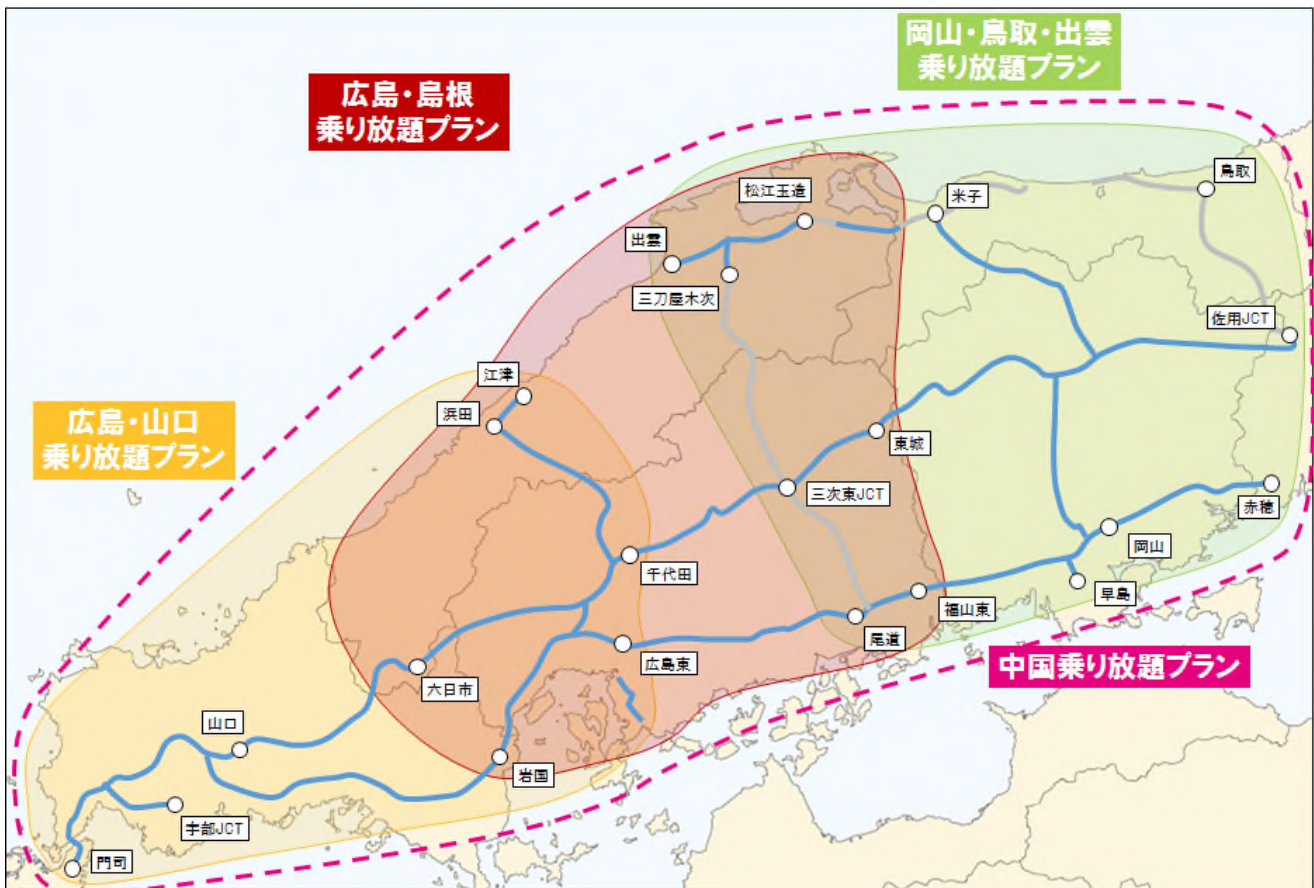 岡山・鳥取・出雲
乗り放題プラン
広島・島根
乗り放題プラン
鳥取
松江玉造
米子
出雲
三刀屋木次
佐用JCT
江津
浜田
広島・山口
乗り放題プラン
東城
三次東JCT
赤穂
岡山
千代田
早島
福山東
尾道
広島東
中国乗り放題プラン
六日市
山口
岩国
宇部JCT
門司